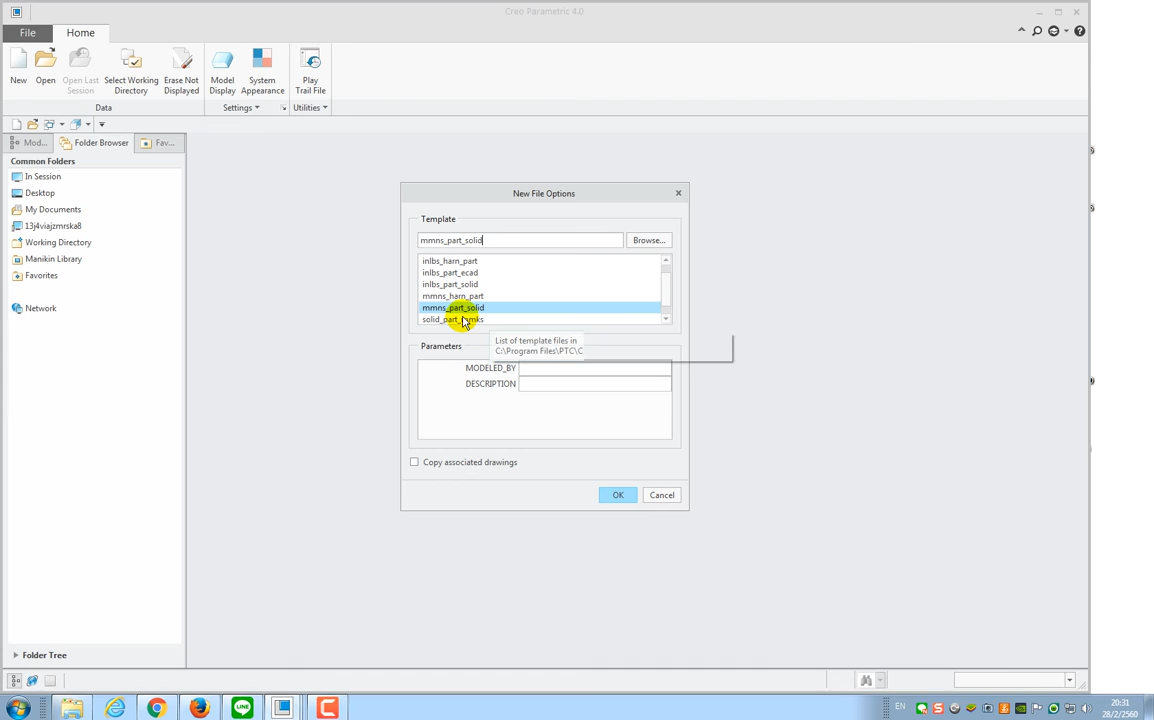 Creo Parametric 4.0
File
Home
New
Open
Open Last Session
Select Working Directory
Erase Not Displayed
Model Display
System Appearance
Play Trail File
Data
Settings
Utilities
Mod...
Folder Browser
Fav...
Common Folders
In Session
Desktop
My Documents
13j4viajzmrska8
Working Directory
Manikin Library
Favorites
Network
Folder Tree
New File Options
Template
mmns_part_solid
Browse...
inlbs_harn_part
inlbs_part_ecad
inlbs_part_solid
mmns_harn_part
mmns_part_solid
List of template files in
C:\Program Files\PTC\C
Parameters
MODELED_BY
DESCRIPTION
Copy associated drawings
OK
Cancel
EN
20:31
28/2/2560